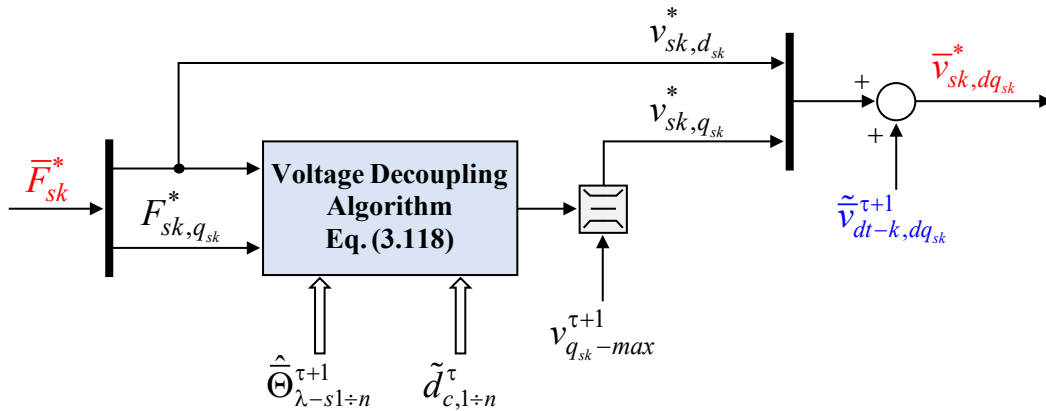 v*sk,dsk
v̅*sk,dqsk
+
v*sk,qsk
F̅*sk
F*sk,qsk
Voltage Decoupling
Algorithm
Eq. (3.118)
+
ṽ̅τ+1dt−k,dqsk
vτ+1qsk−max
Θ̅̂τ+1λ−s1÷n
d̃τc,1÷n